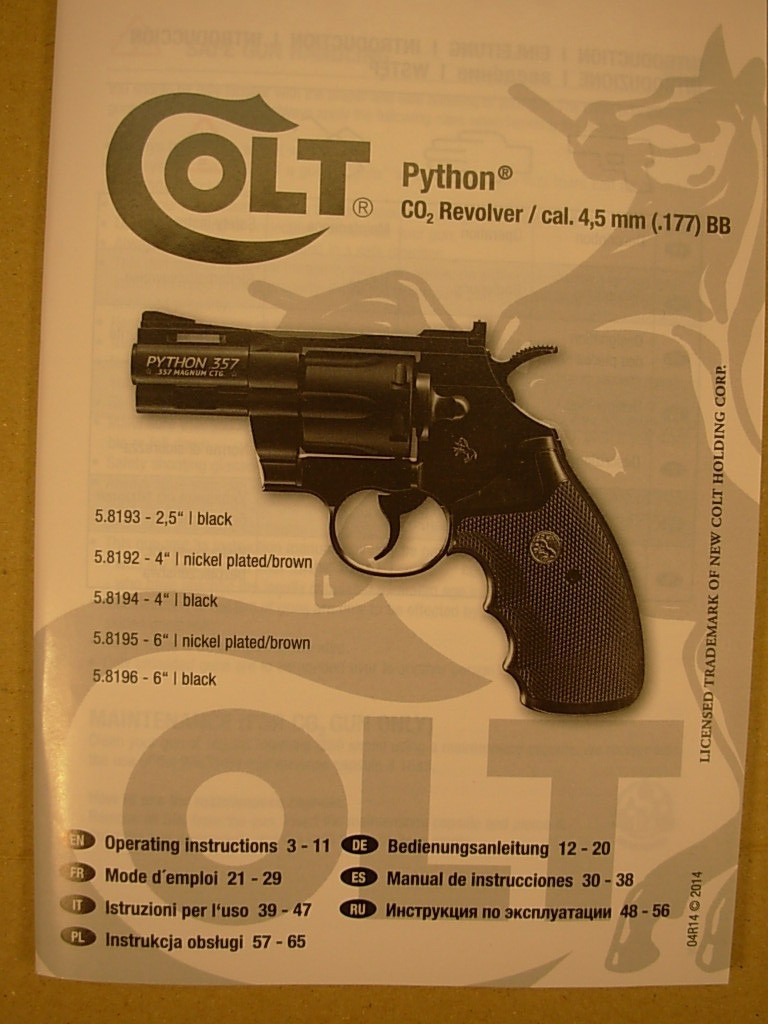 COLT®
Python®
CO₂ Revolver / cal. 4,5 mm (.177) BB
PYTHON 357
.357 MAGNUM CTG
5.8193 - 2,5“ | black
5.8192 - 4“ | nickel plated/brown
5.8194 - 4“ | black
5.8195 - 6“ | nickel plated/brown
5.8196 - 6“ | black
LICENSED TRADEMARK OF NEW COLT HOLDING CORP.
COLT
EN Operating instructions 3 - 11
DE Bedienungsanleitung 12 - 20
FR Mode d´emploi 21 - 29
ES Manual de instrucciones 30 - 38
IT Istruzioni per l‘uso 39 - 47
RU Инструкция по эксплуатации 48 - 56
PL Instrukcja obsługi 57 - 65
04R14 © 2014